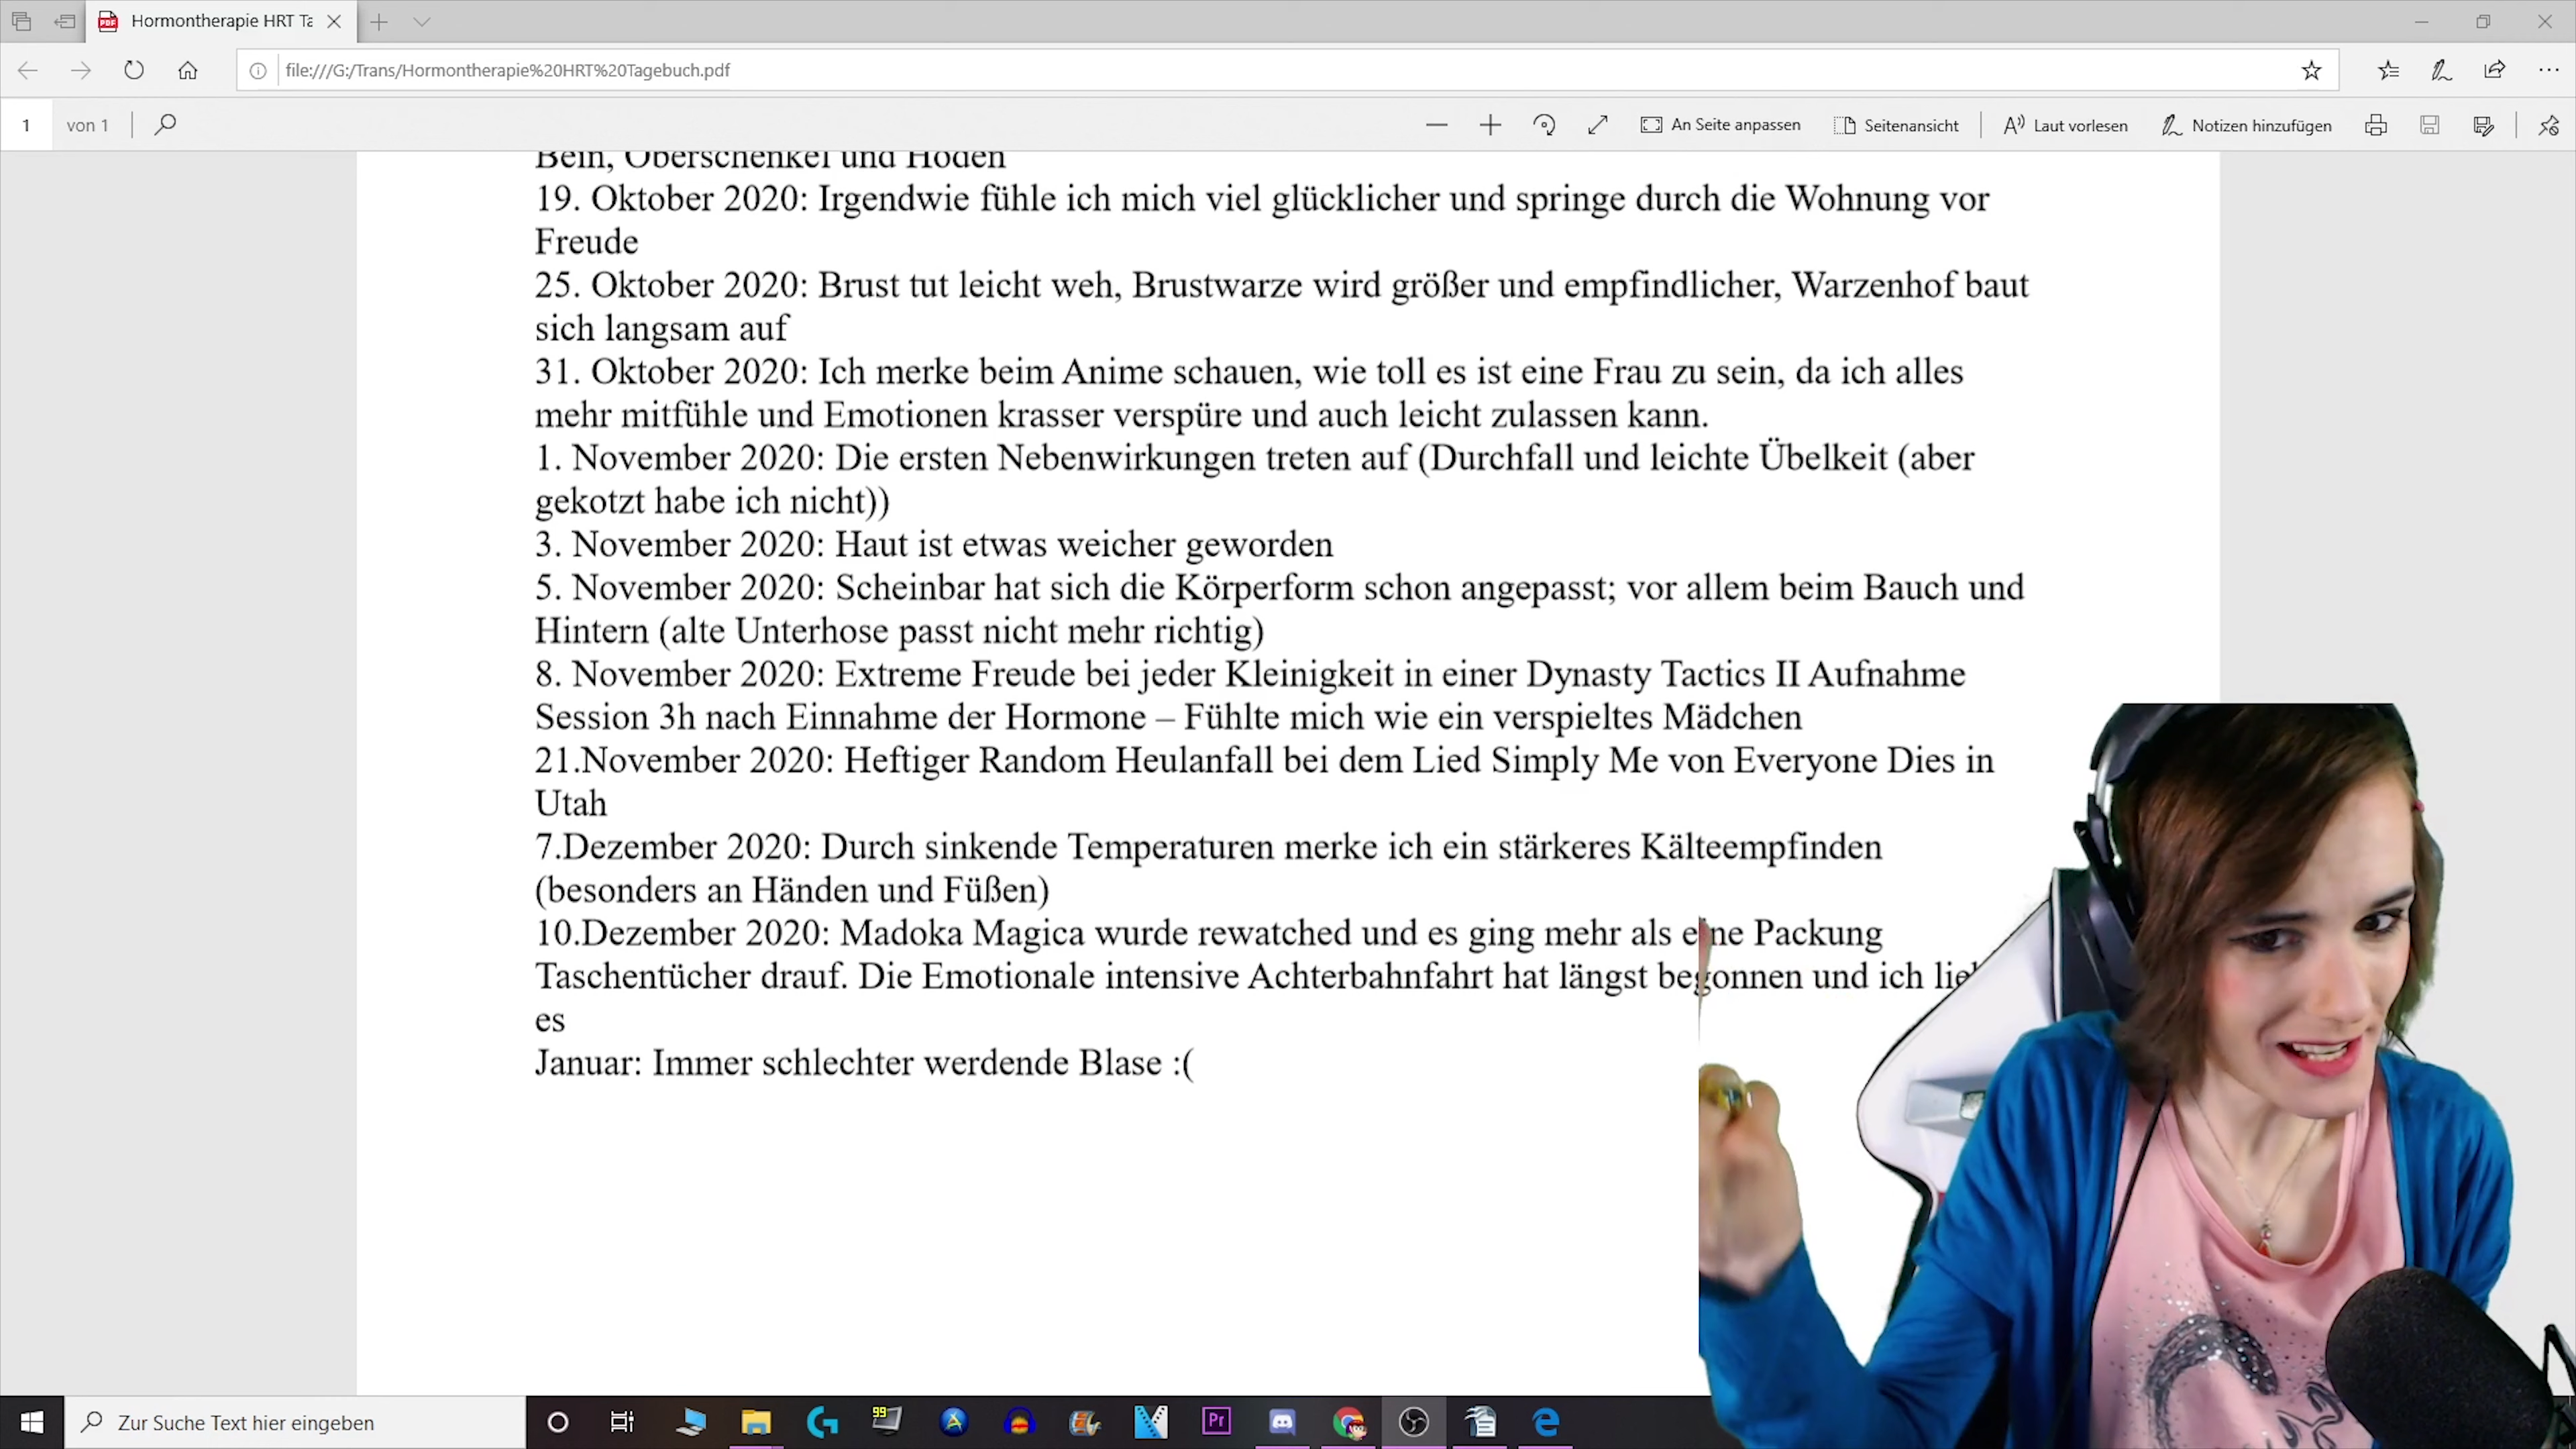 Hormontherapie HRT Ta
file:///G:/Trans/Hormontherapie%20HRT%20Tagebuch.pdf
1 von 1 An Seite anpassen Seitenansicht Laut vorlesen Notizen hinzufügen
Bein, Oberschenkel und Hoden
19. Oktober 2020: Irgendwie fühle ich mich viel glücklicher und springe durch die Wohnung vor
Freude
25. Oktober 2020: Brust tut leicht weh, Brustwarze wird größer und empfindlicher, Warzenhof baut
sich langsam auf
31. Oktober 2020: Ich merke beim Anime schauen, wie toll es ist eine Frau zu sein, da ich alles
mehr mitfühle und Emotionen krasser verspüre und auch leicht zulassen kann.
1. November 2020: Die ersten Nebenwirkungen treten auf (Durchfall und leichte Übelkeit (aber
gekotzt habe ich nicht))
3. November 2020: Haut ist etwas weicher geworden
5. November 2020: Scheinbar hat sich die Körperform schon angepasst; vor allem beim Bauch und
Hintern (alte Unterhose passt nicht mehr richtig)
8. November 2020: Extreme Freude bei jeder Kleinigkeit in einer Dynasty Tactics II Aufnahme
Session 3h nach Einnahme der Hormone – Fühlte mich wie ein verspieltes Mädchen
21.November 2020: Heftiger Random Heulanfall bei dem Lied Simply Me von Everyone Dies in
Utah
7.Dezember 2020: Durch sinkende Temperaturen merke ich ein stärkeres Kälteempfinden
(besonders an Händen und Füßen)
10.Dezember 2020: Madoka Magica wurde rewatched und es ging mehr als eine Packung
Taschentücher drauf. Die Emotionale intensive Achterbahnfahrt hat längst begonnen und ich
es
Januar: Immer schlechter werdende Blase :(
Zur Suche Text hier eingeben
99
Pr